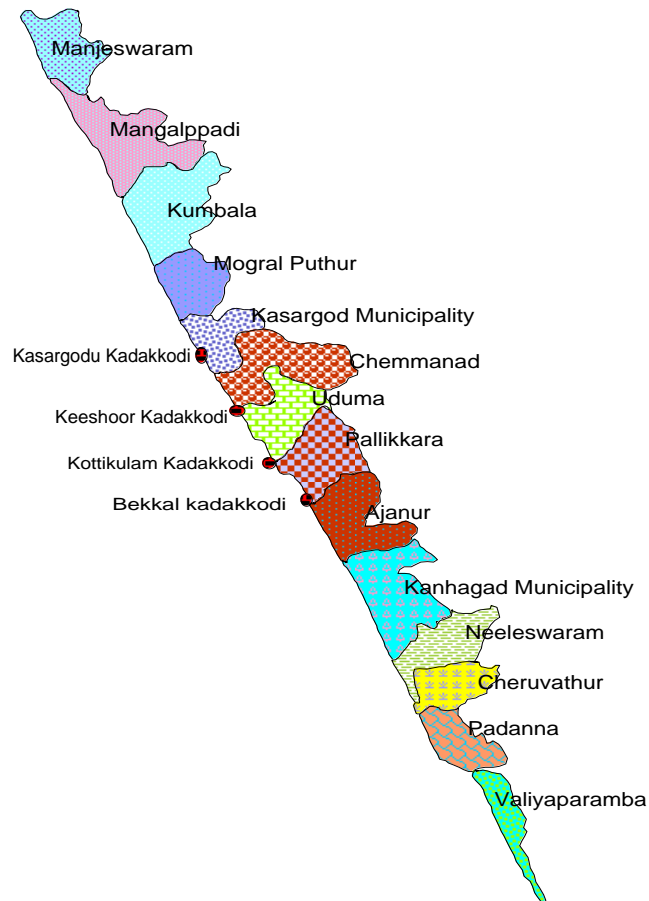 Manjeswaram
Mangalppadi
Kumbala
Mogral Puthur
Kasargod Municipality
Kasargodu Kadakkodi
Chemmanad
Uduma
Keeshoor Kadakkodi
Pallikkara
Kottikulam Kadakkodi
Bekkal kadakkodi
Ajanur
Kanhagad Municipality
Neeleswaram
Cheruvathur
Padanna
Valiyaparamba